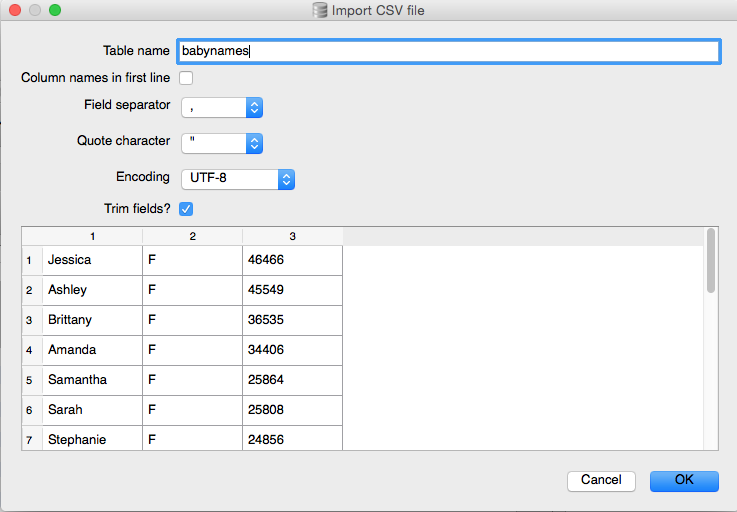 Import CSV file
Table name babynames
Column names in first line
Field separator ,
Quote character "
Encoding UTF-8
Trim fields?
1 2 3
1 Jessica F 46466
2 Ashley F 45549
3 Brittany F 36535
4 Amanda F 34406
5 Samantha F 25864
6 Sarah F 25808
7 Stephanie F 24856
Cancel OK